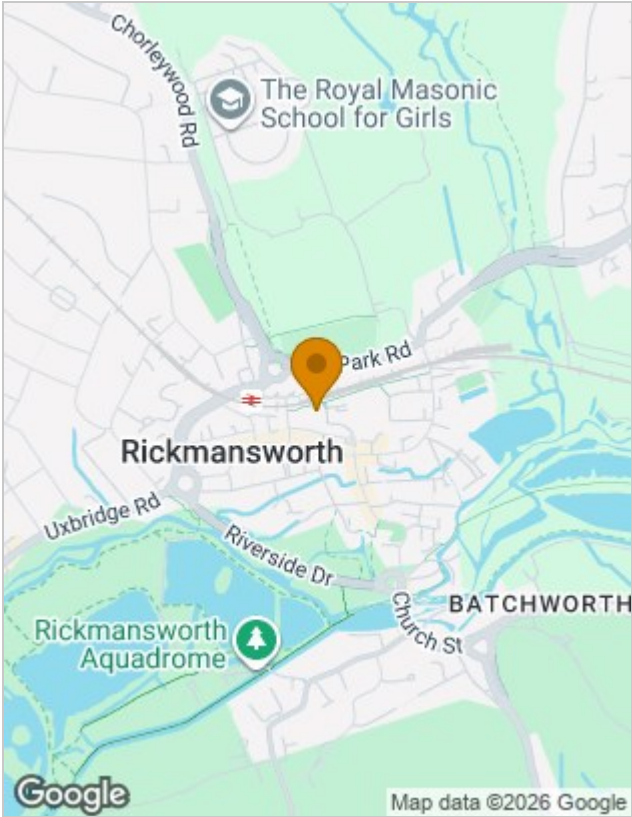 Chorleywood Rd
The Royal Masonic
School for Girls
Park Rd
Rickmansworth
Uxbridge Rd
Riverside Dr
BATCHWORTH
Church St
Rickmansworth
Aquadrome
Google
Map data ©2026 Google